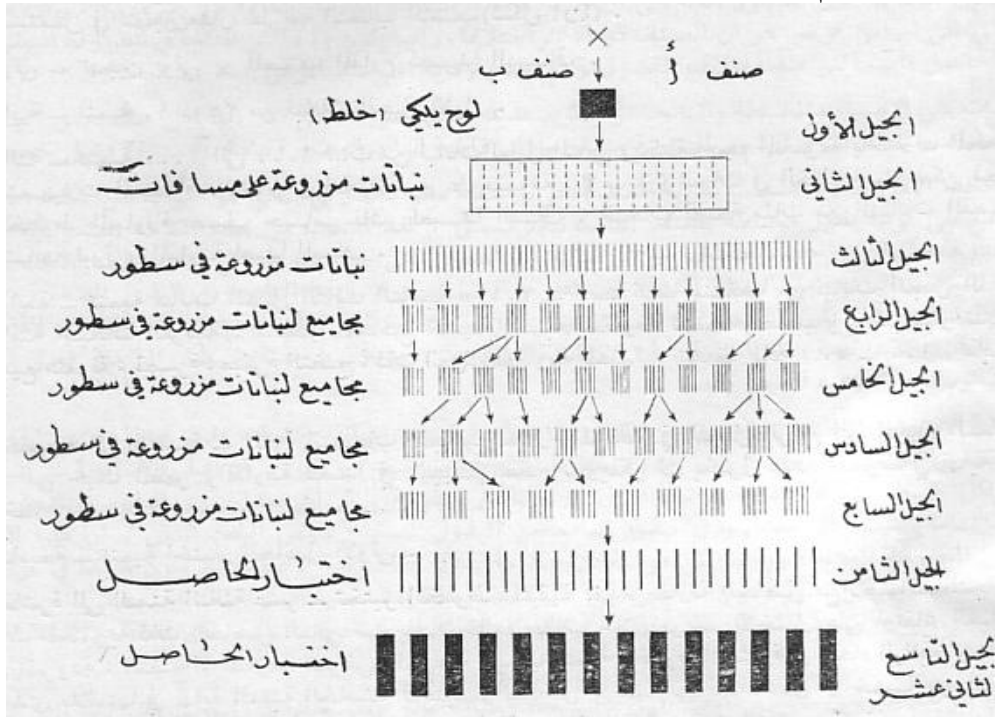 صنف أ × صنف ب
الجيل الأول لوح يكجي (خلط)
الجيل الثاني نباتات مزروعة على مسافات
الجيل الثالث نباتات مزروعة في سطور
الجيل الرابع مجاميع لنباتات مزروعة في سطور
الجيل الخامس مجاميع لنباتات مزروعة في سطور
الجيل السادس مجاميع لنباتات مزروعة في سطور
الجيل السابع مجاميع لنباتات مزروعة في سطور
الجيل الثامن اختبار الحاصل
الجيل التاسع اختبار الحاصل
الثاني عشر